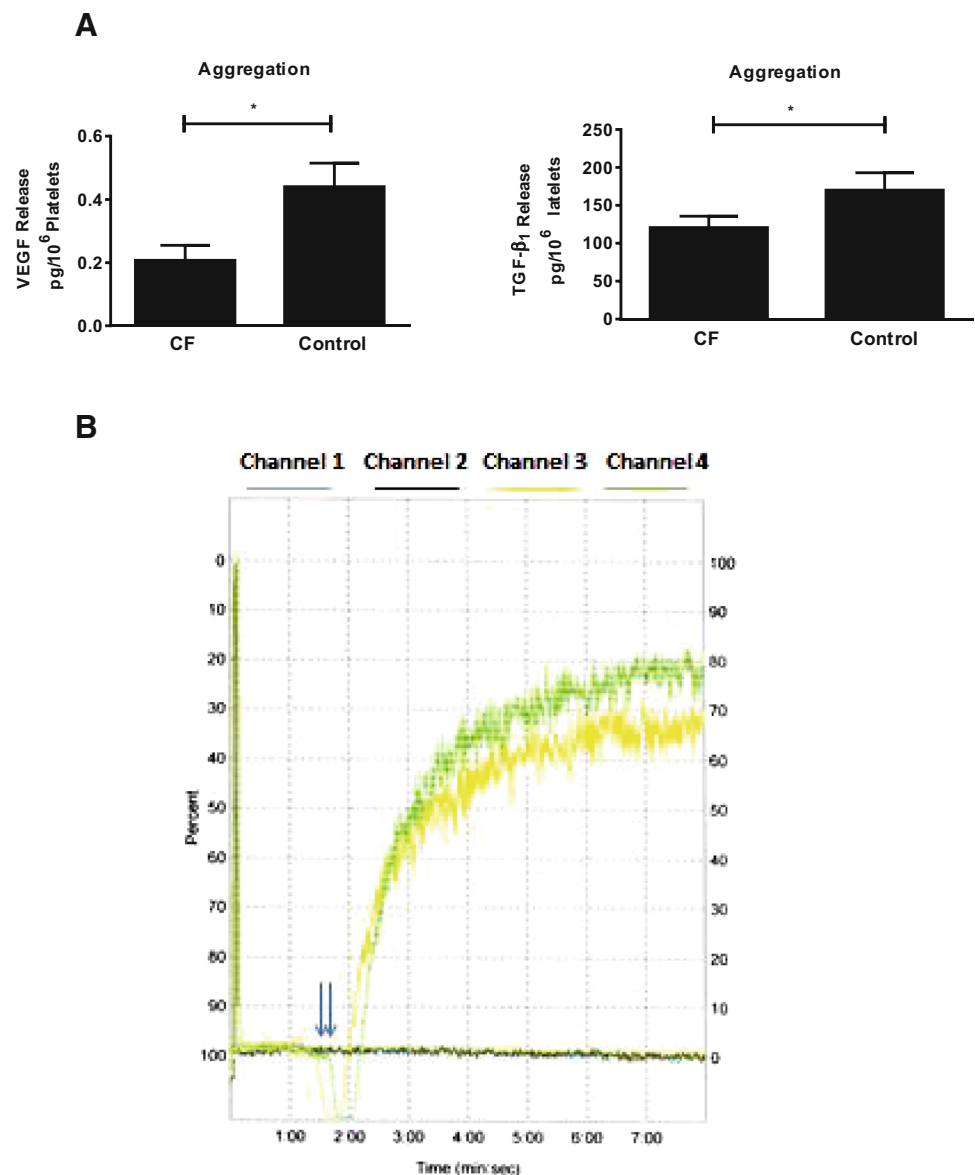 A
Aggregation
*
VEGF Release
pg/10⁶ Platelets
0.6
0.4
0.2
0.0
CF Control
Aggregation
*
TGF-β₁ Release
pg/10⁶ latelets
250
200
150
100
50
0
CF Control
B
Channel 1 Channel 2 Channel 3 Channel 4
Percent
0 100
10 90
20 80
30 70
40 60
50 50
60 40
70 30
80 20
90 10
100 0
1:00 2:00 3:00 4:00 5:00 6:00 7:00
Time (min:sec)